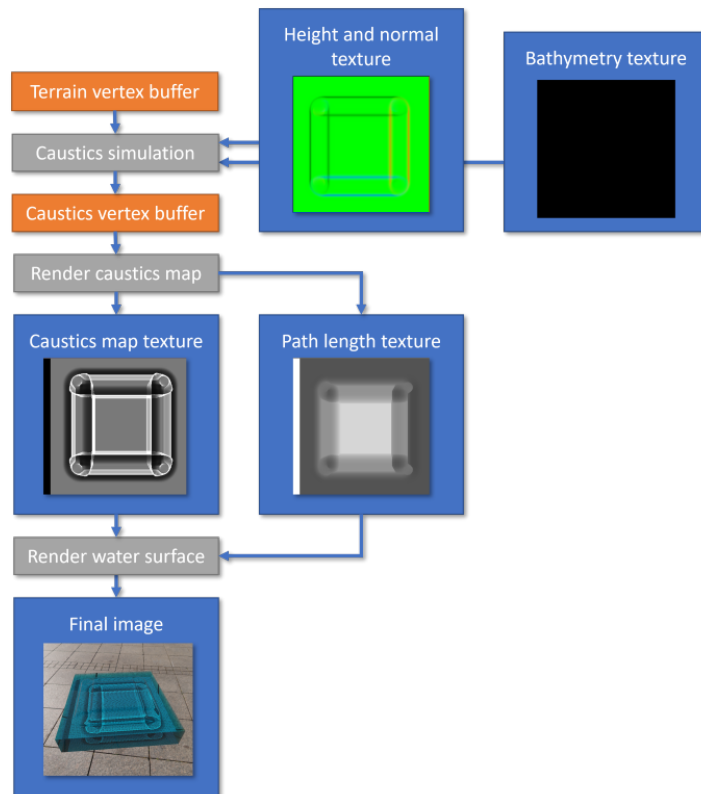 Height and normal
texture
Bathymetry texture
Terrain vertex buffer
Caustics simulation
Caustics vertex buffer
Render caustics map
Caustics map texture
Path length texture
Render water surface
Final image